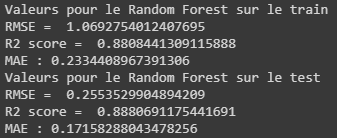 Valeurs pour le Random Forest sur le train
RMSE =  1.0692754012407695
R2 score =  0.8808441309115888
MAE : 0.2334408967391306
Valeurs pour le Random Forest sur le test
RMSE =  0.2553529904894209
R2 score =  0.8880691175441691
MAE : 0.17158288043478256